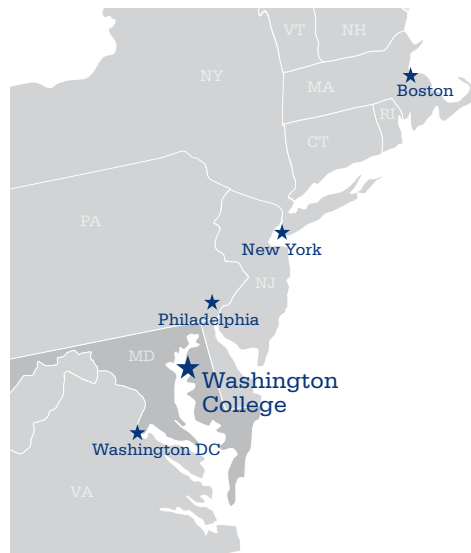 VT
NH
NY
MA
Boston
RI
CT
PA
New York
NJ
Philadelphia
MD
Washington
College
Washington DC
VA